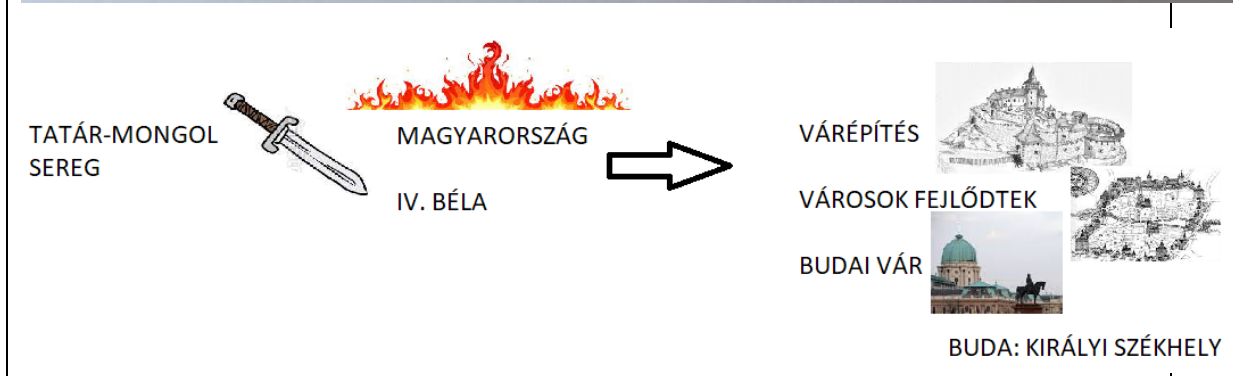 TATÁR-MONGOL
SEREG
MAGYARORSZÁG
IV. BÉLA
VÁRÉPÍTÉS
VÁROSOK FEJLŐDTEK
BUDAI VÁR
BUDA: KIRÁLYI SZÉKHELY